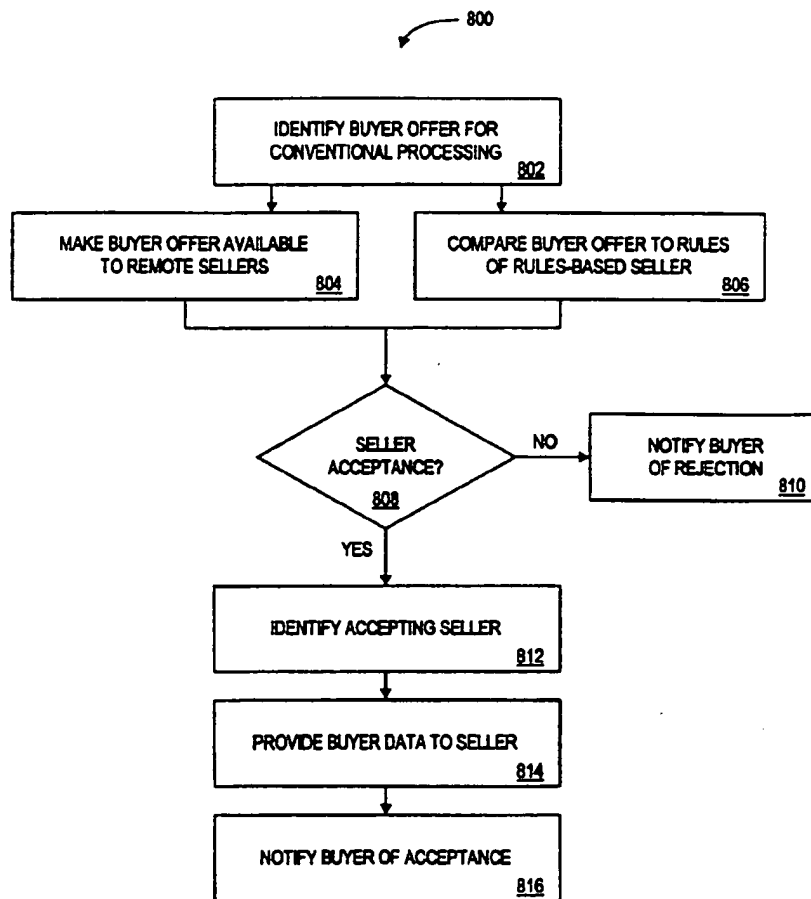 800
IDENTIFY BUYER OFFER FOR
CONVENTIONAL PROCESSING
802
MAKE BUYER OFFER AVAILABLE
TO REMOTE SELLERS
804
COMPARE BUYER OFFER TO RULES
OF RULES-BASED SELLER
806
SELLER
ACCEPTANCE?
808
NO
NOTIFY BUYER
OF REJECTION
810
YES
IDENTIFY ACCEPTING SELLER
812
PROVIDE BUYER DATA TO SELLER
814
NOTIFY BUYER OF ACCEPTANCE
816